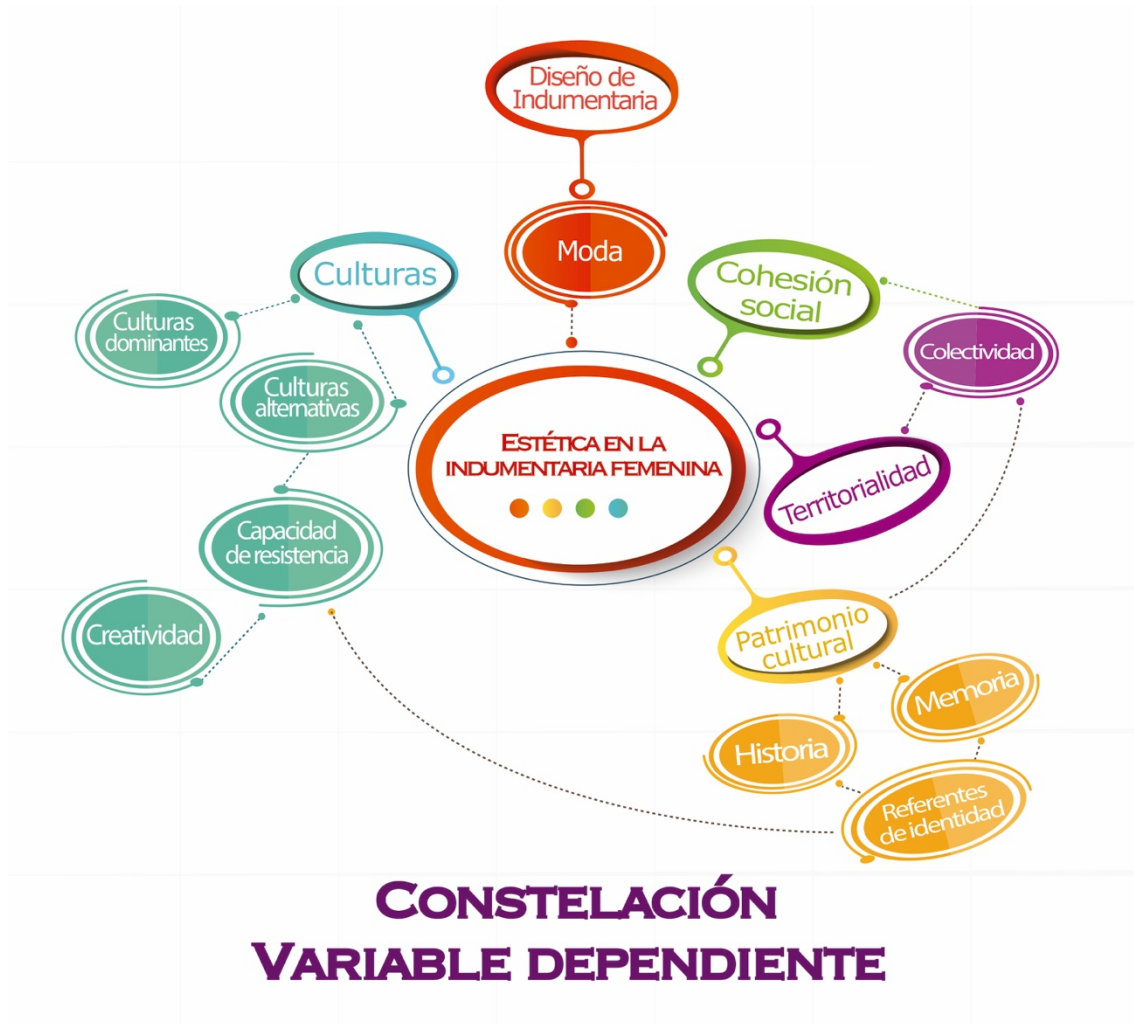 Diseño de
Indumentaria
Moda
Culturas
Cohesión
social
Culturas
dominantes
Colectividad
Culturas
alternativas
ESTÉTICA EN LA
INDUMENTARIA FEMENINA
Territorialidad
Capacidad
de resistencia
Creatividad
Patrimonio
cultural
Memoria
Historia
Referentes
de identidad
CONSTELACIÓN
VARIABLE DEPENDIENTE